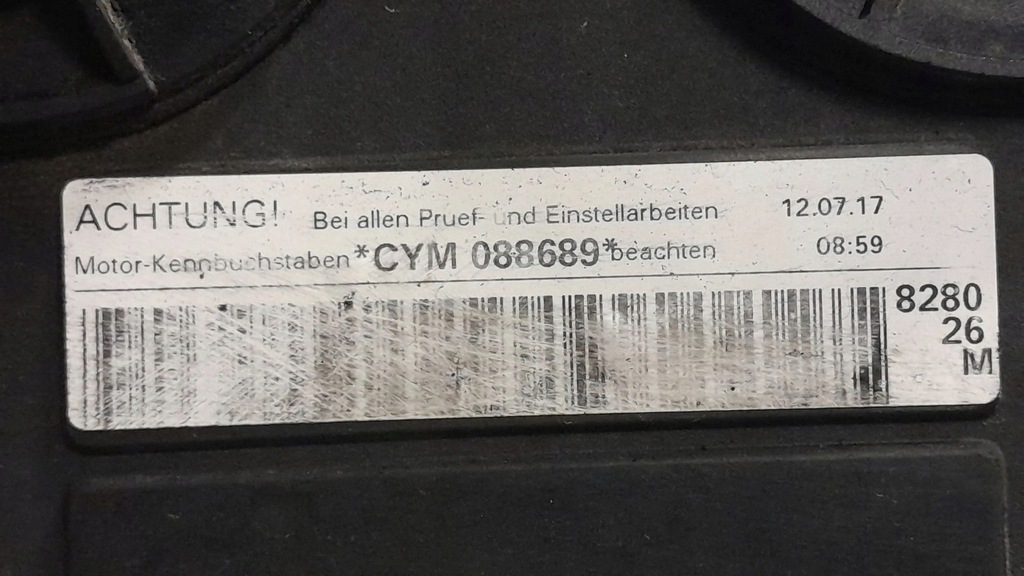 ACHTUNG! Bei allen Pruef- und Einstellarbeiten 12.07.17
Motor-Kennbuchstaben *CYM 088689* beachten 08:59
8280
26
M